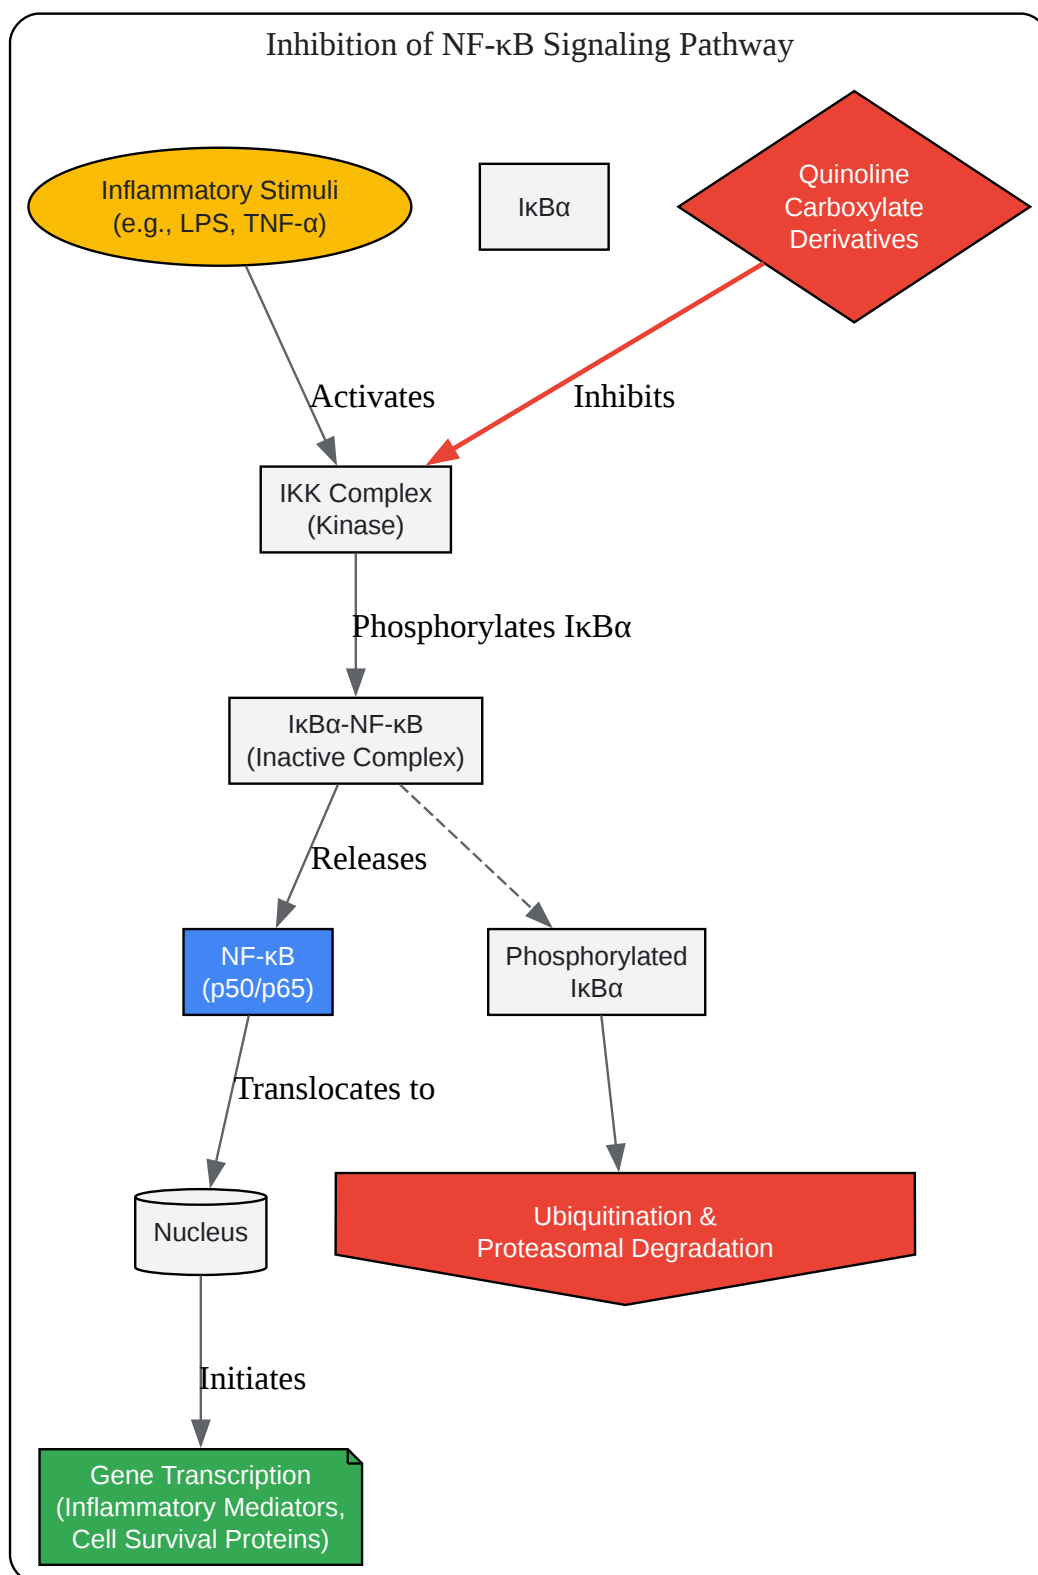 Inhibition of NF-κB Signaling Pathway
Inflammatory Stimuli
(e.g., LPS, TNF-α)
IκBα
Quinoline
Carboxylate
Derivatives
Activates
Inhibits
IKK Complex
(Kinase)
Phosphorylates IκBα
IκBα-NF-κB
(Inactive Complex)
Releases
NF-κB
(p50/p65)
Phosphorylated
IκBα
Translocates to
Nucleus
Ubiquitination &
Proteasomal Degradation
Initiates
Gene Transcription
(Inflammatory Mediators,
Cell Survival Proteins)